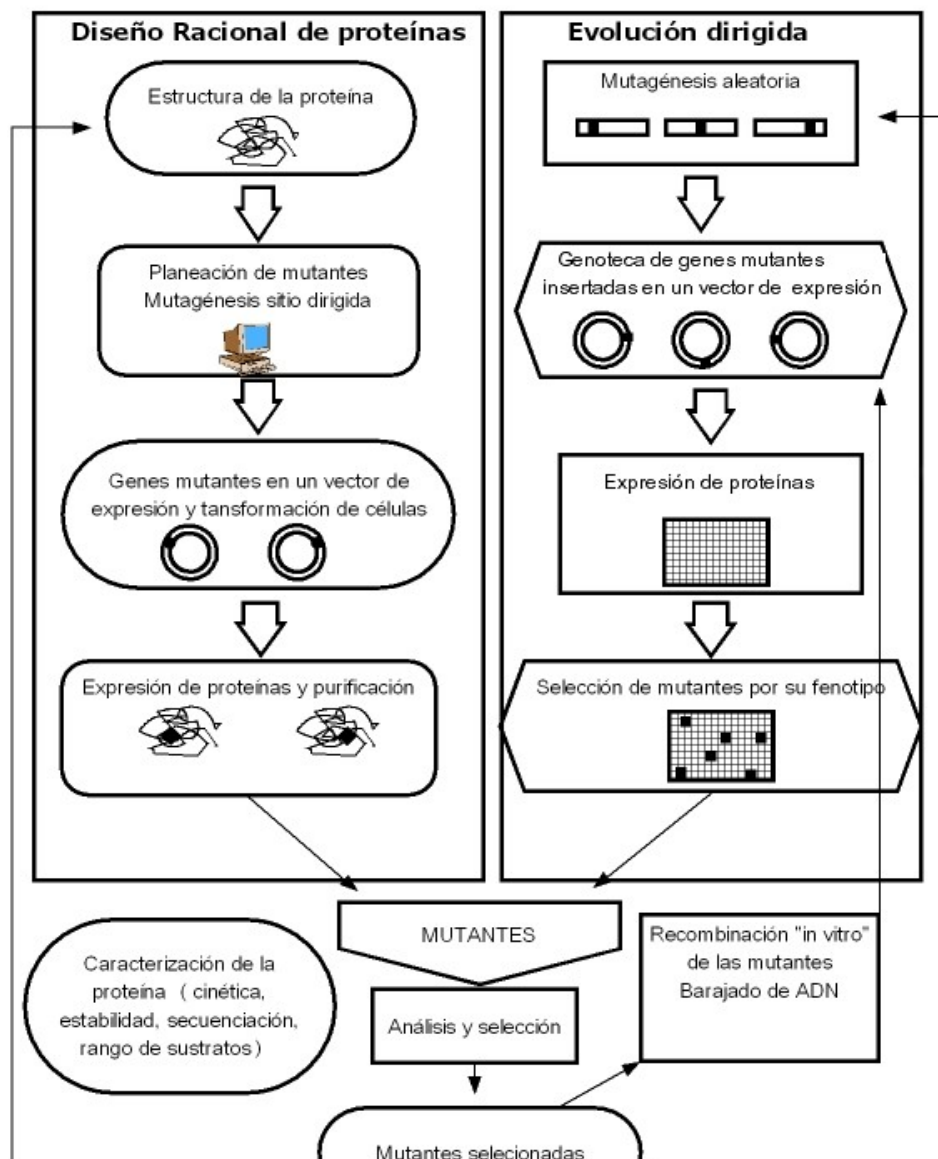 Diseño Racional de proteínas
Estructura de la proteína
Planeación de mutantes
Mutagénesis sitio dirigida
Genes mutantes en un vector de
expresión y tansformación de células
Expresión de proteínas y purificación
Evolución dirigida
Mutagénesis aleatoria
Genoteca de genes mutantes
insertadas en un vector de expresión
Expresión de proteínas
Selección de mutantes por su fenotipo
MUTANTES
Caracterización de la
proteína ( cinética,
estabilidad, secuenciación,
rango de sustratos )
Análisis y selección
Recombinación "in vitro"
de las mutantes
Barajado de ADN
Mutantes selecionadas